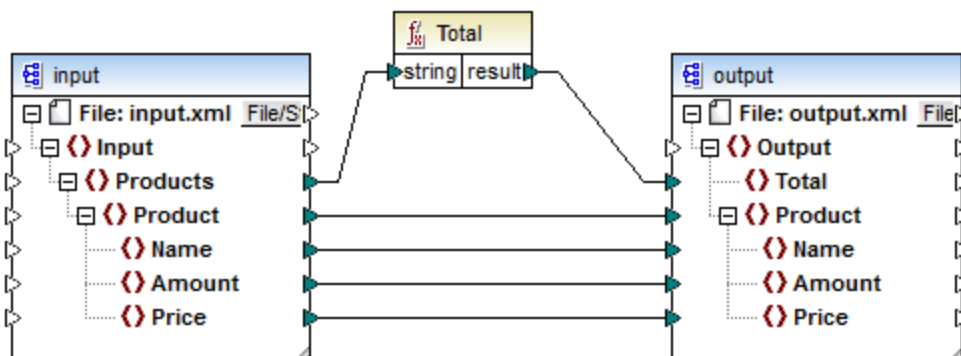 Total
string result
input
File: input.xml File/S
Input
Products
Product
Name
Amount
Price
output
File: output.xml File
Output
Total
Product
Name
Amount
Price